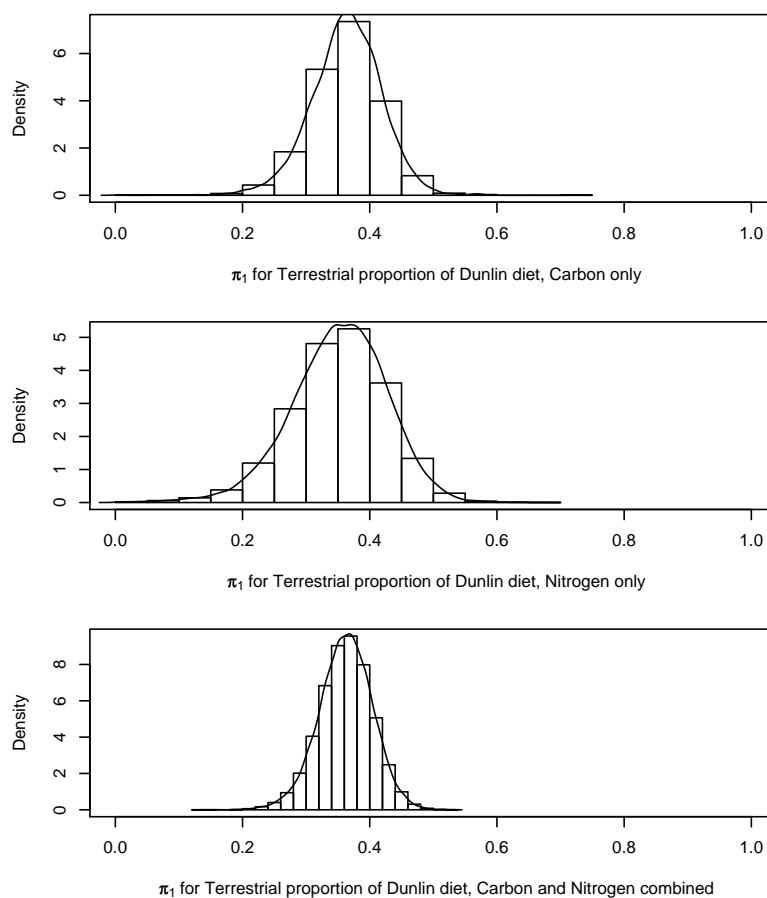 Density
0 2 4 6
0.0 0.2 0.4 0.6 0.8 1.0
π1 for Terrestrial proportion of Dunlin diet, Carbon only
Density
0 1 2 3 4 5
0.0 0.2 0.4 0.6 0.8 1.0
π1 for Terrestrial proportion of Dunlin diet, Nitrogen only
Density
0 2 4 6 8
0.0 0.2 0.4 0.6 0.8 1.0
π1 for Terrestrial proportion of Dunlin diet, Carbon and Nitrogen combined